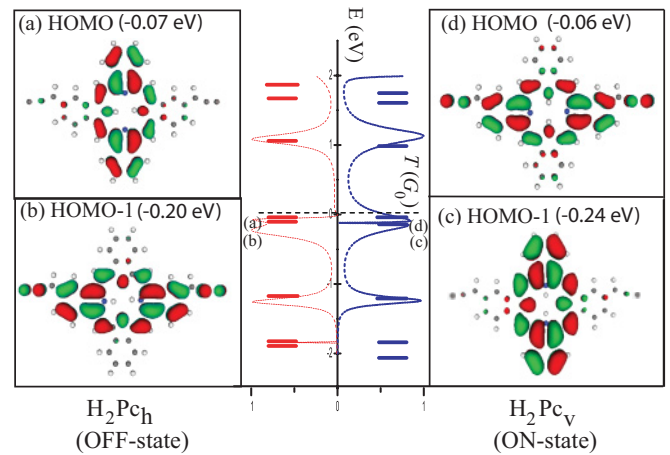 (a) HOMO (-0.07 eV)
(b) HOMO-1 (-0.20 eV)
H2Pch
(OFF-state)
E (eV)
2
1
T (G0)
(a)
(b)
(d)
(c)
-1
-2
1
0
1
(d) HOMO (-0.06 eV)
(c) HOMO-1 (-0.24 eV)
H2Pcv
(ON-state)